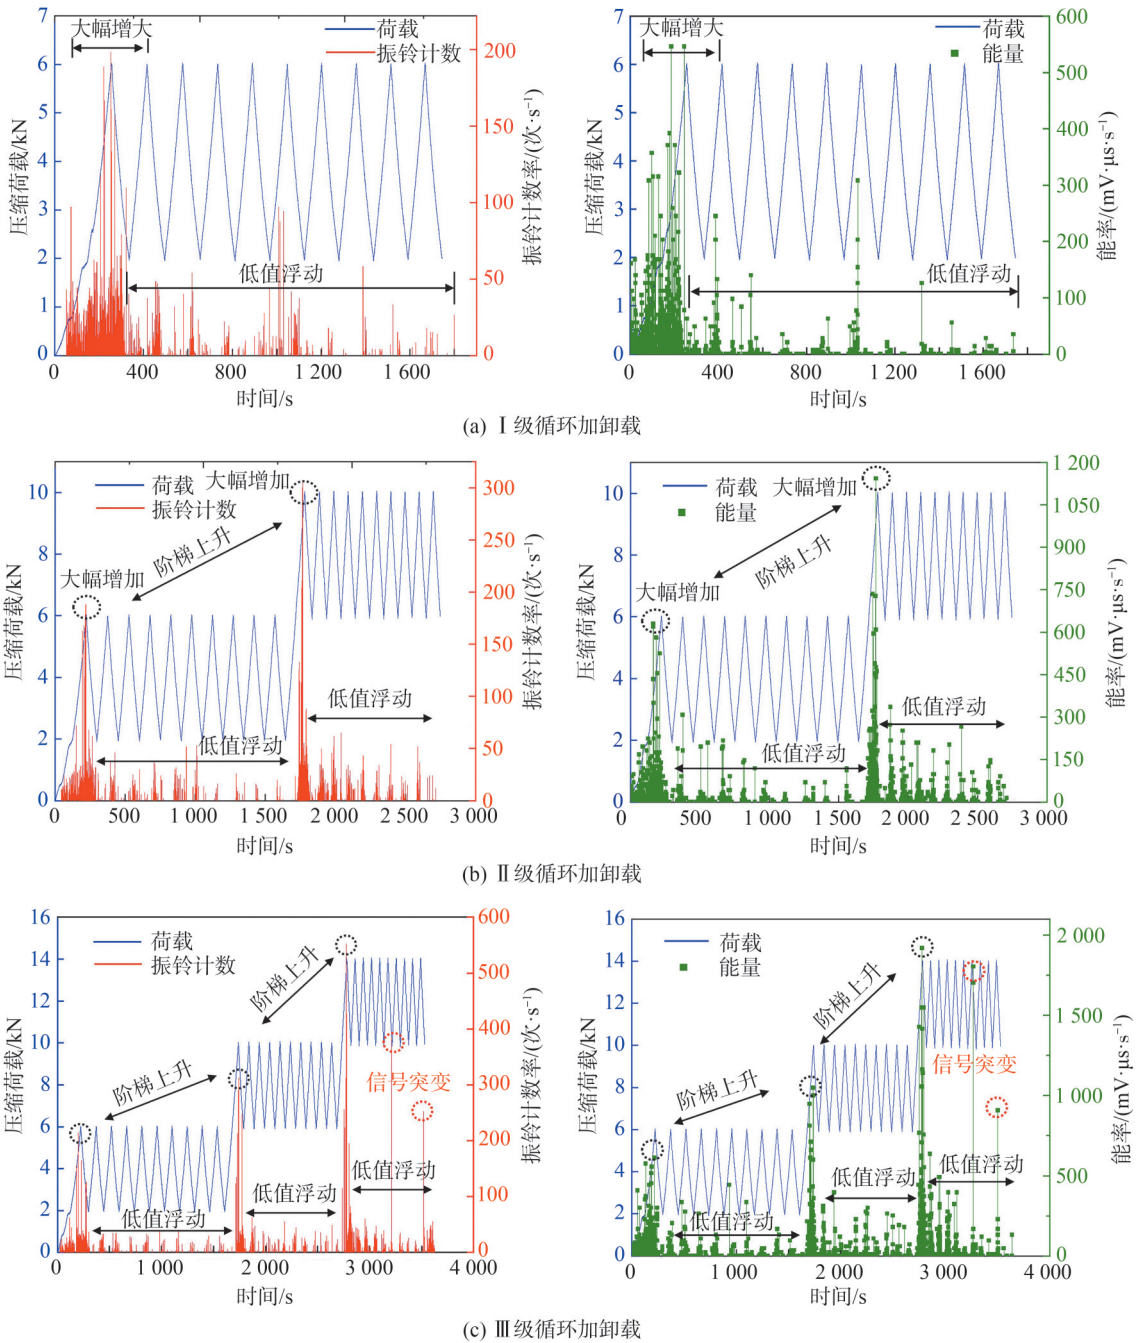 大幅增大
荷载
振铃计数
低值浮动
压缩荷载/kN
振铃计数率/(次·s⁻¹)
7
6
5
4
3
2
1
0
200
150
100
50
0
0 400 800 1 200 1 600
时间/s
大幅增大
荷载
能量
低值浮动
压缩荷载/kN
能率/(mV·μs·s⁻¹)
7
6
5
4
3
2
1
0
600
500
400
300
200
100
0
0 400 800 1 200 1 600
时间/s
(a) Ⅰ级循环加卸载
荷载
振铃计数
大幅增加
阶梯上升
大幅增加
低值浮动
低值浮动
压缩荷载/kN
振铃计数率/(次·s⁻¹)
10
8
6
4
2
0
300
250
200
150
100
50
0
0 500 1 000 1 500 2 000 2 500 3 000
时间/s
荷载
能量
大幅增加
阶梯上升
大幅增加
低值浮动
低值浮动
压缩荷载/kN
能率/(mV·μs·s⁻¹)
10
8
6
4
2
0
1 200
1 050
900
750
600
450
300
150
0
0 500 1 000 1 500 2 000 2 500 3 000
时间/s
(b) Ⅱ级循环加卸载
荷载
振铃计数
阶梯上升
阶梯上升
信号突变
低值浮动
低值浮动
低值浮动
压缩荷载/kN
振铃计数率/(次·s⁻¹)
16
14
12
10
8
6
4
2
0
600
500
400
300
200
100
0
0 1 000 2 000 3 000 4 000
时间/s
荷载
能量
阶梯上升
阶梯上升
信号突变
低值浮动
低值浮动
低值浮动
压缩荷载/kN
能率/(mV·μs·s⁻¹)
16
14
12
10
8
6
4
2
0
2 000
1 500
1 000
500
0
0 1 000 2 000 3 000 4 000
时间/s
(c) Ⅲ级循环加卸载